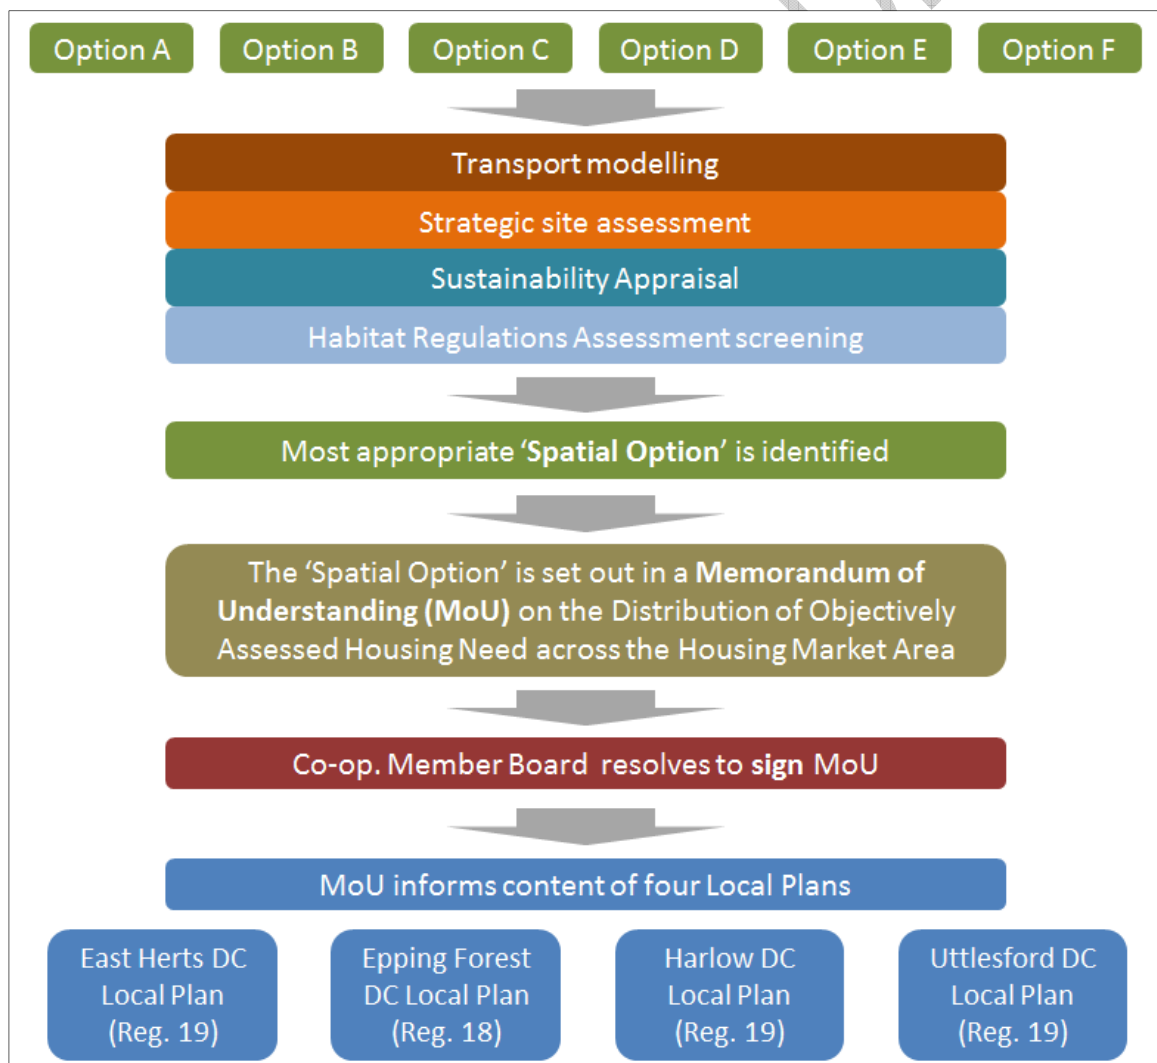 Option A Option B Option C Option D Option E Option F
Transport modelling
Strategic site assessment
Sustainability Appraisal
Habitat Regulations Assessment screening
Most appropriate ‘Spatial Option’ is identified
The ‘Spatial Option’ is set out in a Memorandum of
Understanding (MoU) on the Distribution of Objectively
Assessed Housing Need across the Housing Market Area
Co-op. Member Board resolves to sign MoU
MoU informs content of four Local Plans
East Herts DC
Local Plan
(Reg. 19)
Epping Forest
DC Local Plan
(Reg. 18)
Harlow DC
Local Plan
(Reg. 19)
Uttlesford DC
Local Plan
(Reg. 19)